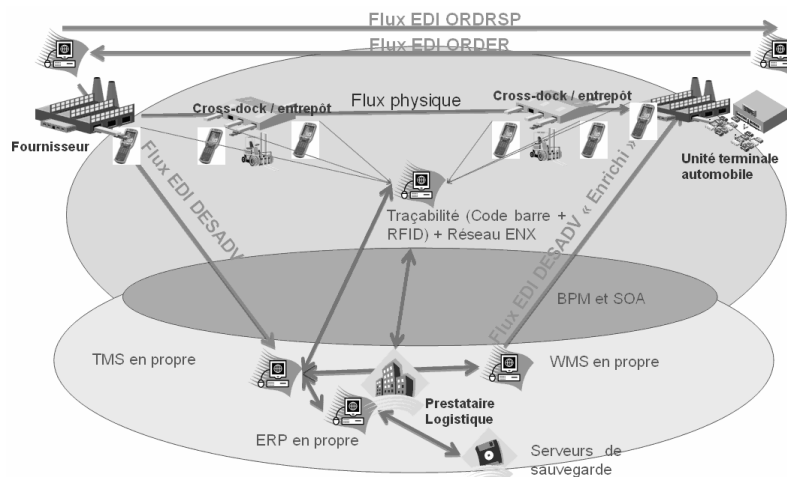 Flux EDI ORDRSP
Flux EDI ORDER
Cross-dock / entrepôt
Flux physique
Cross-dock / entrepôt
Fournisseur
Unité terminale
automobile
Flux EDI DESADV
Traçabilité (Code barre +
RFID) + Réseau ENX
Flux EDI DESADV « Enrichi »
BPM et SOA
TMS en propre
WMS en propre
Prestataire
Logistique
ERP en propre
Serveurs de
sauvegarde